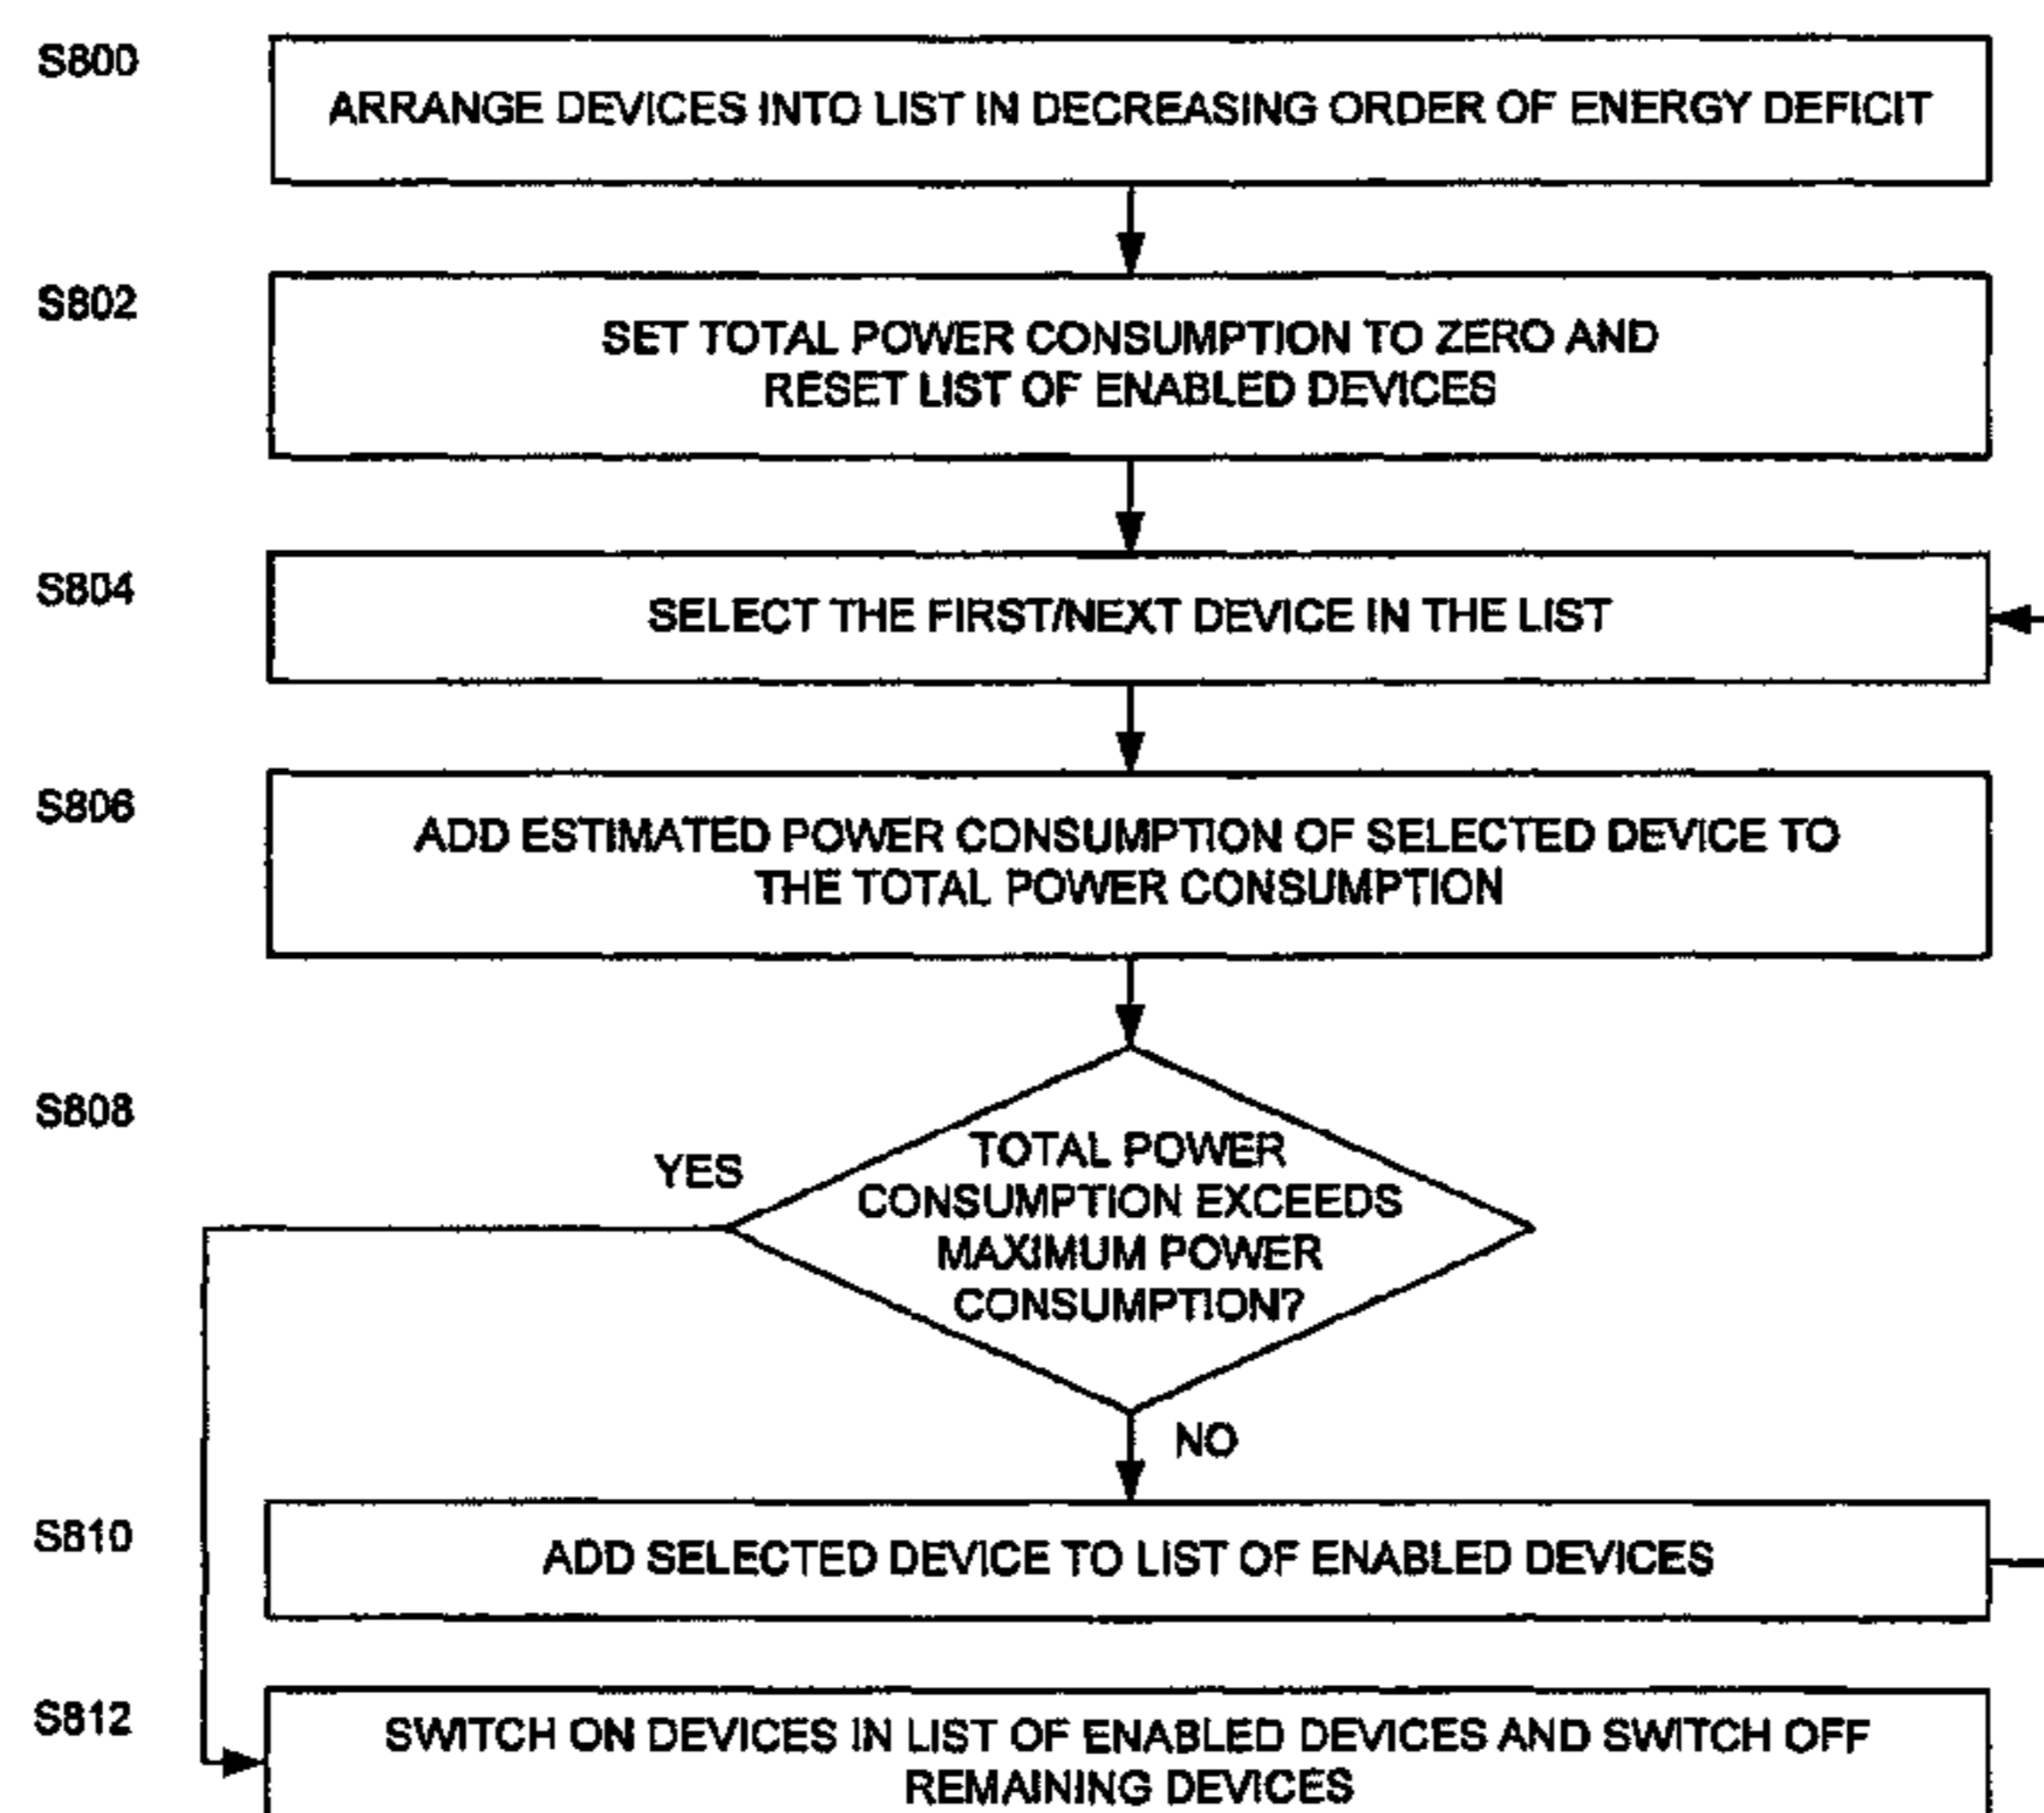 S800
ARRANGE DEVICES INTO LIST IN DECREASING ORDER OF ENERGY DEFICIT
S802
SET TOTAL POWER CONSUMPTION TO ZERO AND
RESET LIST OF ENABLED DEVICES
S804
SELECT THE FIRST/NEXT DEVICE IN THE LIST
S806
ADD ESTIMATED POWER CONSUMPTION OF SELECTED DEVICE TO
THE TOTAL POWER CONSUMPTION
S808
YES
TOTAL POWER
CONSUMPTION EXCEEDS
MAXIMUM POWER
CONSUMPTION?
NO
S810
ADD SELECTED DEVICE TO LIST OF ENABLED DEVICES
S812
SWITCH ON DEVICES IN LIST OF ENABLED DEVICES AND SWITCH OFF
REMAINING DEVICES